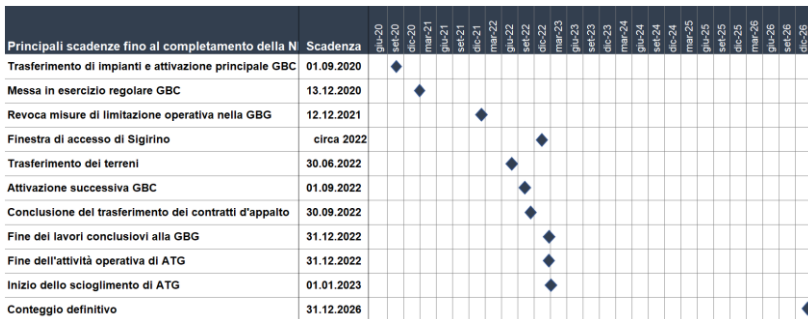 Principali scadenze fino al completamento della N Scadenza giu-20 set-20 dic-20 mar-21 giu-21 set-21 dic-21 mar-22 giu-22 set-22 dic-22 mar-23 giu-23 set-23 dic-23 mar-24 giu-24 set-24 dic-24 mar-25 giu-25 set-25 dic-25 mar-26 giu-26 set-26 dic-26
Trasferimento di impianti e attivazione principale GBC 01.09.2020
Messa in esercizio regolare GBC 13.12.2020
Revoca misure di limitazione operativa nella GBG 12.12.2021
Finestra di accesso di Sigirino circa 2022
Trasferimento dei terreni 30.06.2022
Attivazione successiva GBC 01.09.2022
Conclusione del trasferimento dei contratti d'appalto 30.09.2022
Fine dei lavori conclusiovi alla GBG 31.12.2022
Fine dell'attività operativa di ATG 31.12.2022
Inizio dello scioglimento di ATG 01.01.2023
Conteggio definitivo 31.12.2026